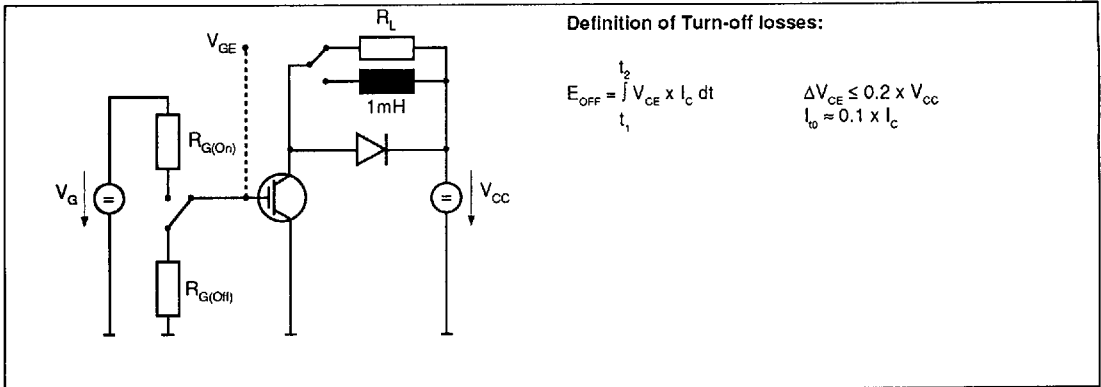 R_L
V_GE
1mH
R_G(On)
V_G
=
=
V_CC
R_G(Off)
Definition of Turn-off losses:
t_2
E_OFF = ∫ V_CE x I_C dt
t_1
ΔV_CE ≤ 0.2 x V_CC
I_t0 ≈ 0.1 x I_C